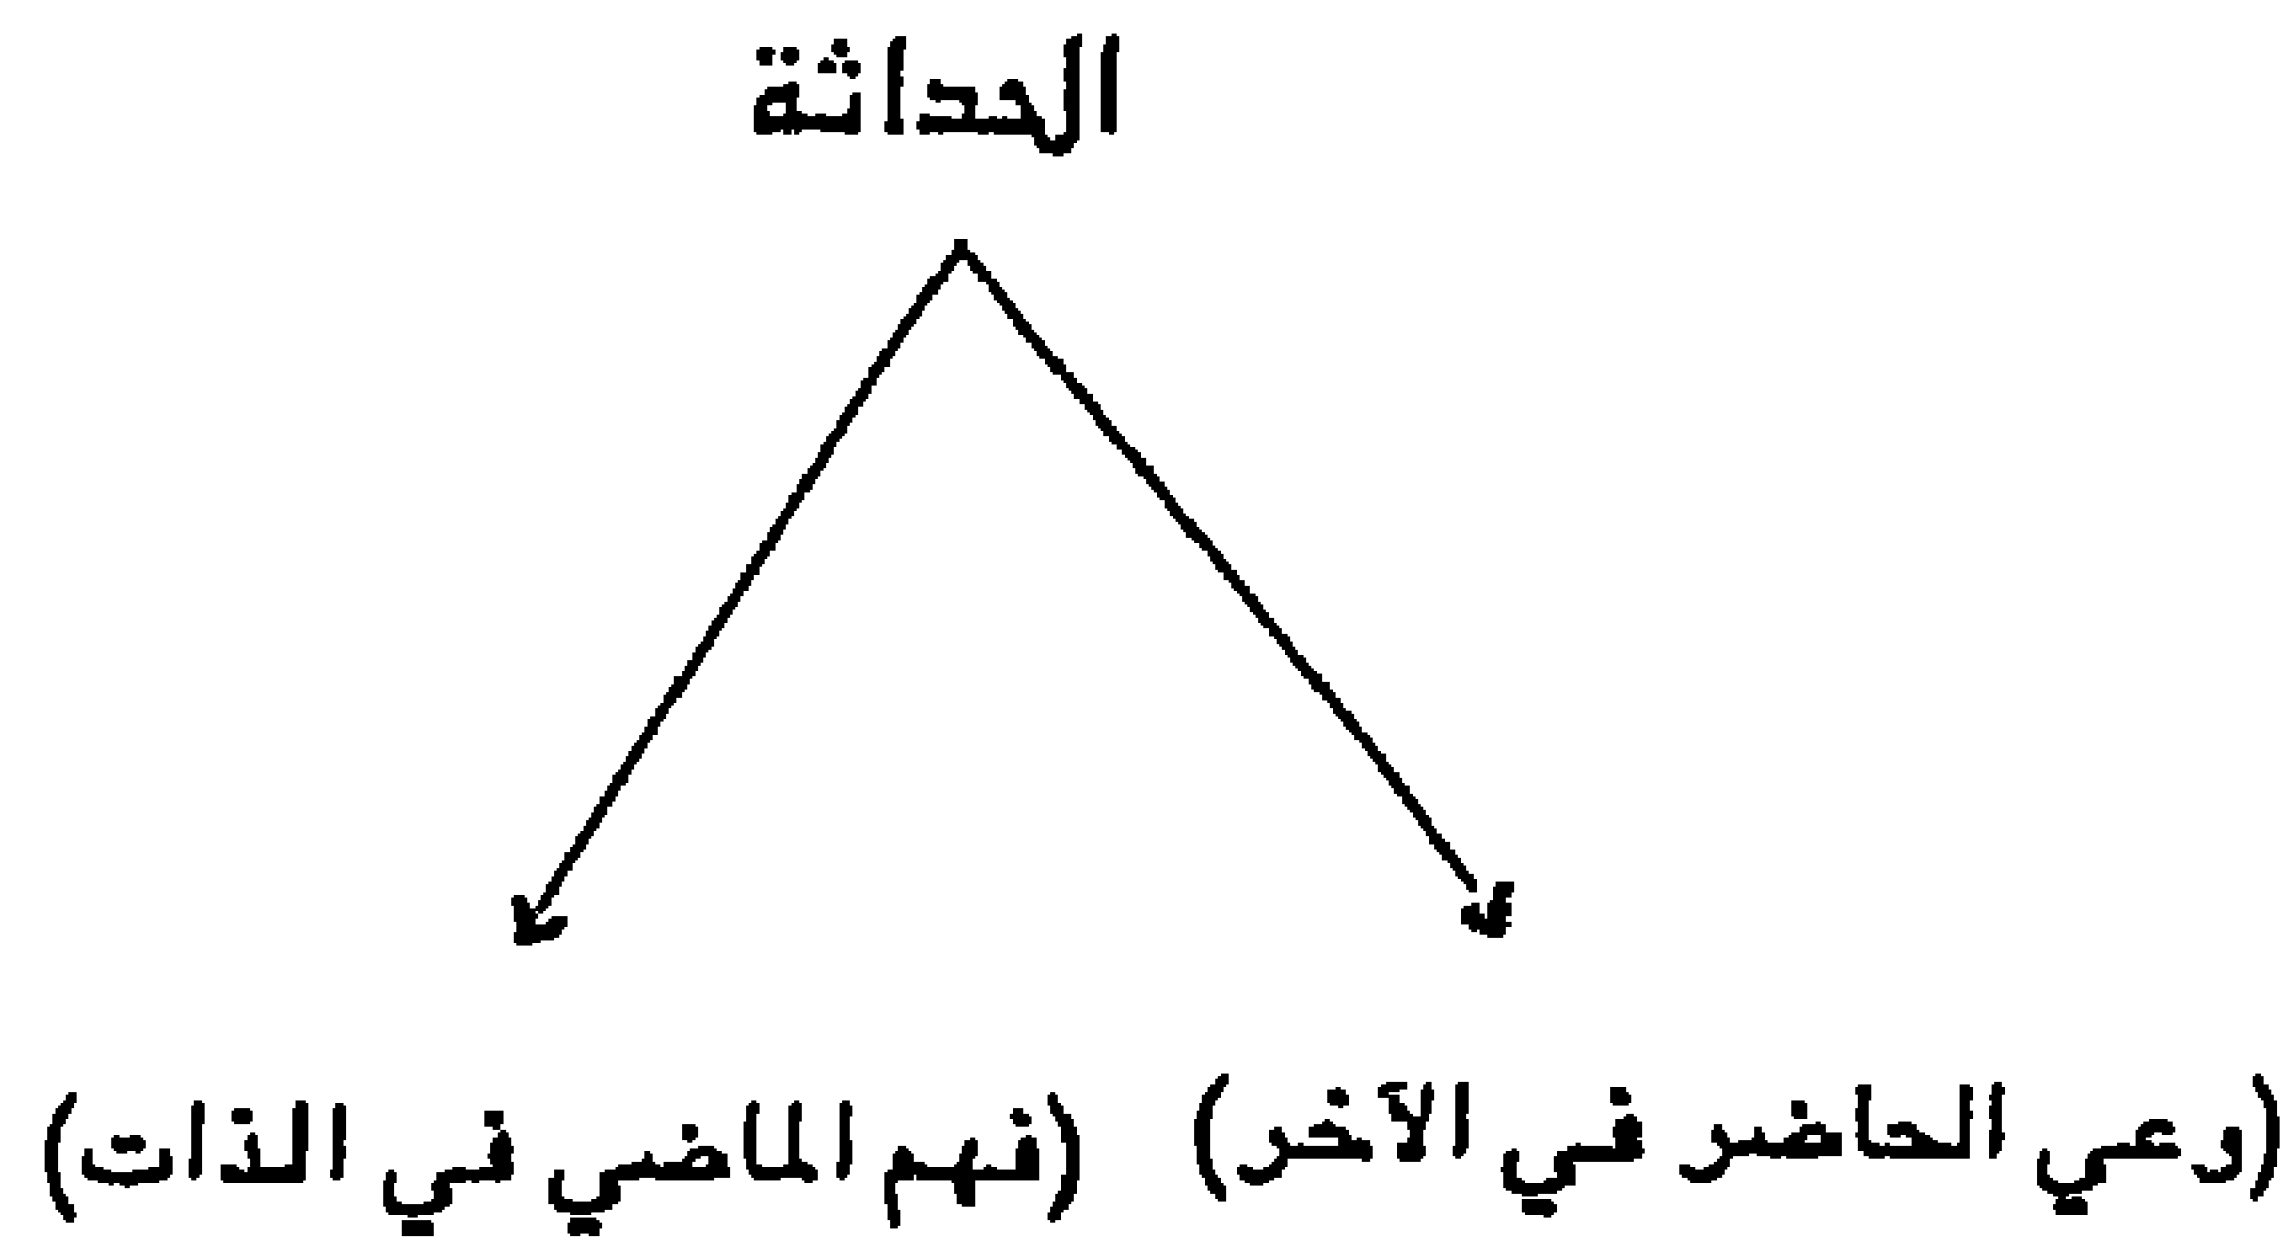 الحداثة
(وعي الحاضر في الآخر) (فهم الماضي في الذات)